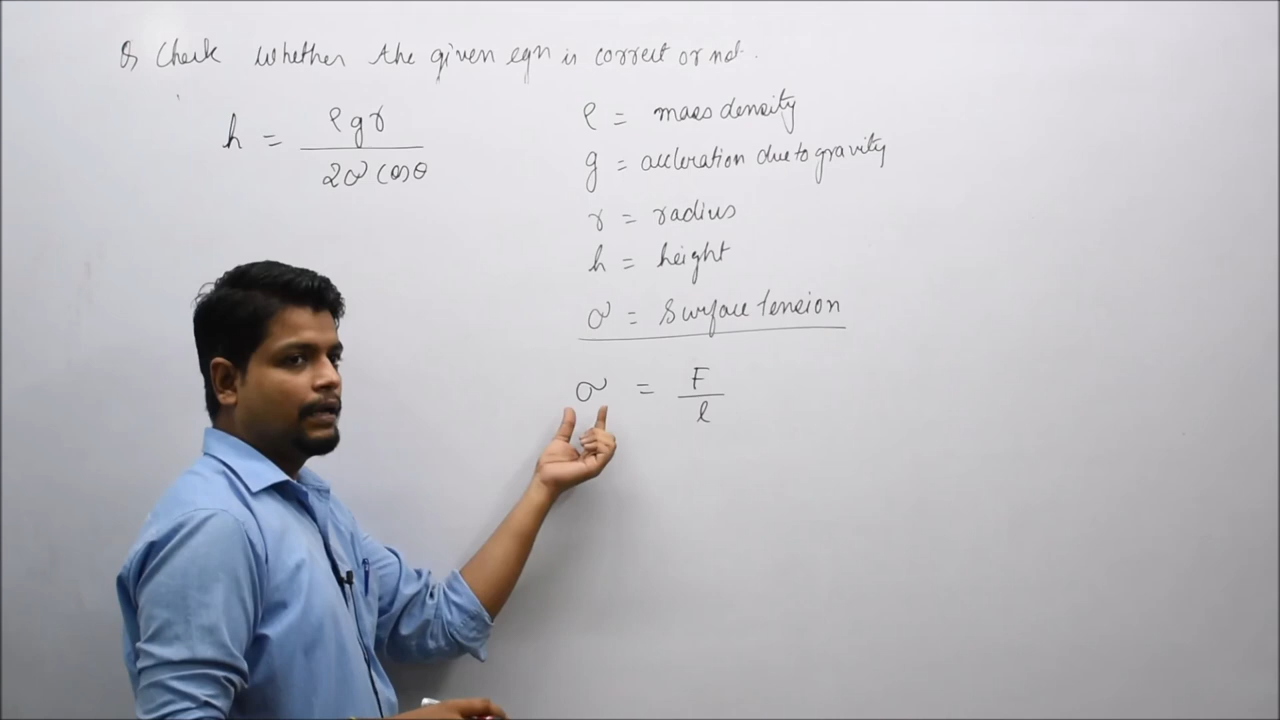 Q Check whether the given eqn is correct or not.
h = ρgr / 2σ cosθ
ρ = mass density
g = accleration due to gravity
r = radius
h = height
σ = Surface tension
σ = F / l